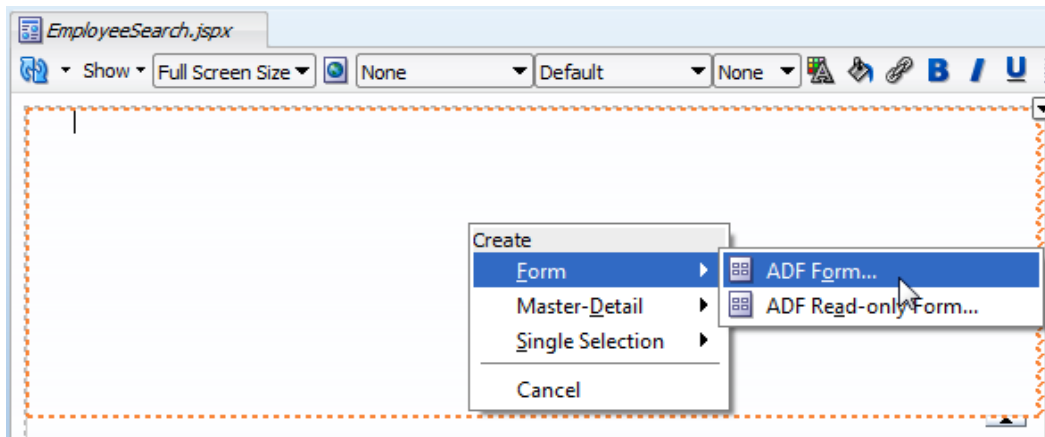 EmployeeSearch.jspx
Show Full Screen Size None Default None B I U
Create
Form ADF Form...
Master-Detail ADF Read-only Form...
Single Selection
Cancel